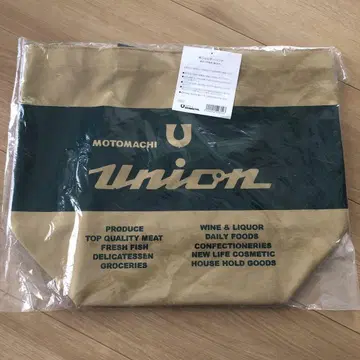 U
MOTOMACHI
union
PRODUCE
TOP QUALITY MEAT
FRESH FISH
DELICATESSEN
GROCERIES
WINE & LIQUOR
DAILY FOODS
CONFECTIONERIES
NEW LIFE COSMETIC
HOUSE HOLD GOODS